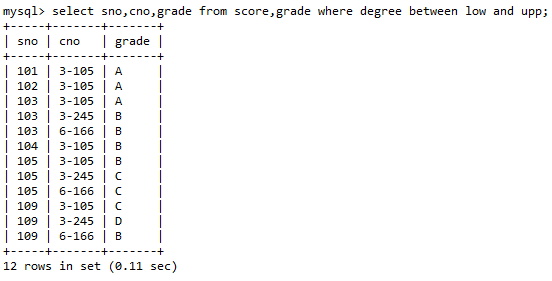 mysql> select sno,cno,grade from score,grade where degree between low and upp;
+-----+-------+-------+
| sno | cno   | grade |
+-----+-------+-------+
| 101 | 3-105 | A     |
| 102 | 3-105 | A     |
| 103 | 3-105 | A     |
| 103 | 3-245 | B     |
| 103 | 6-166 | B     |
| 104 | 3-105 | B     |
| 105 | 3-105 | B     |
| 105 | 3-245 | C     |
| 105 | 6-166 | C     |
| 109 | 3-105 | C     |
| 109 | 3-245 | D     |
| 109 | 6-166 | B     |
+-----+-------+-------+
12 rows in set (0.11 sec)